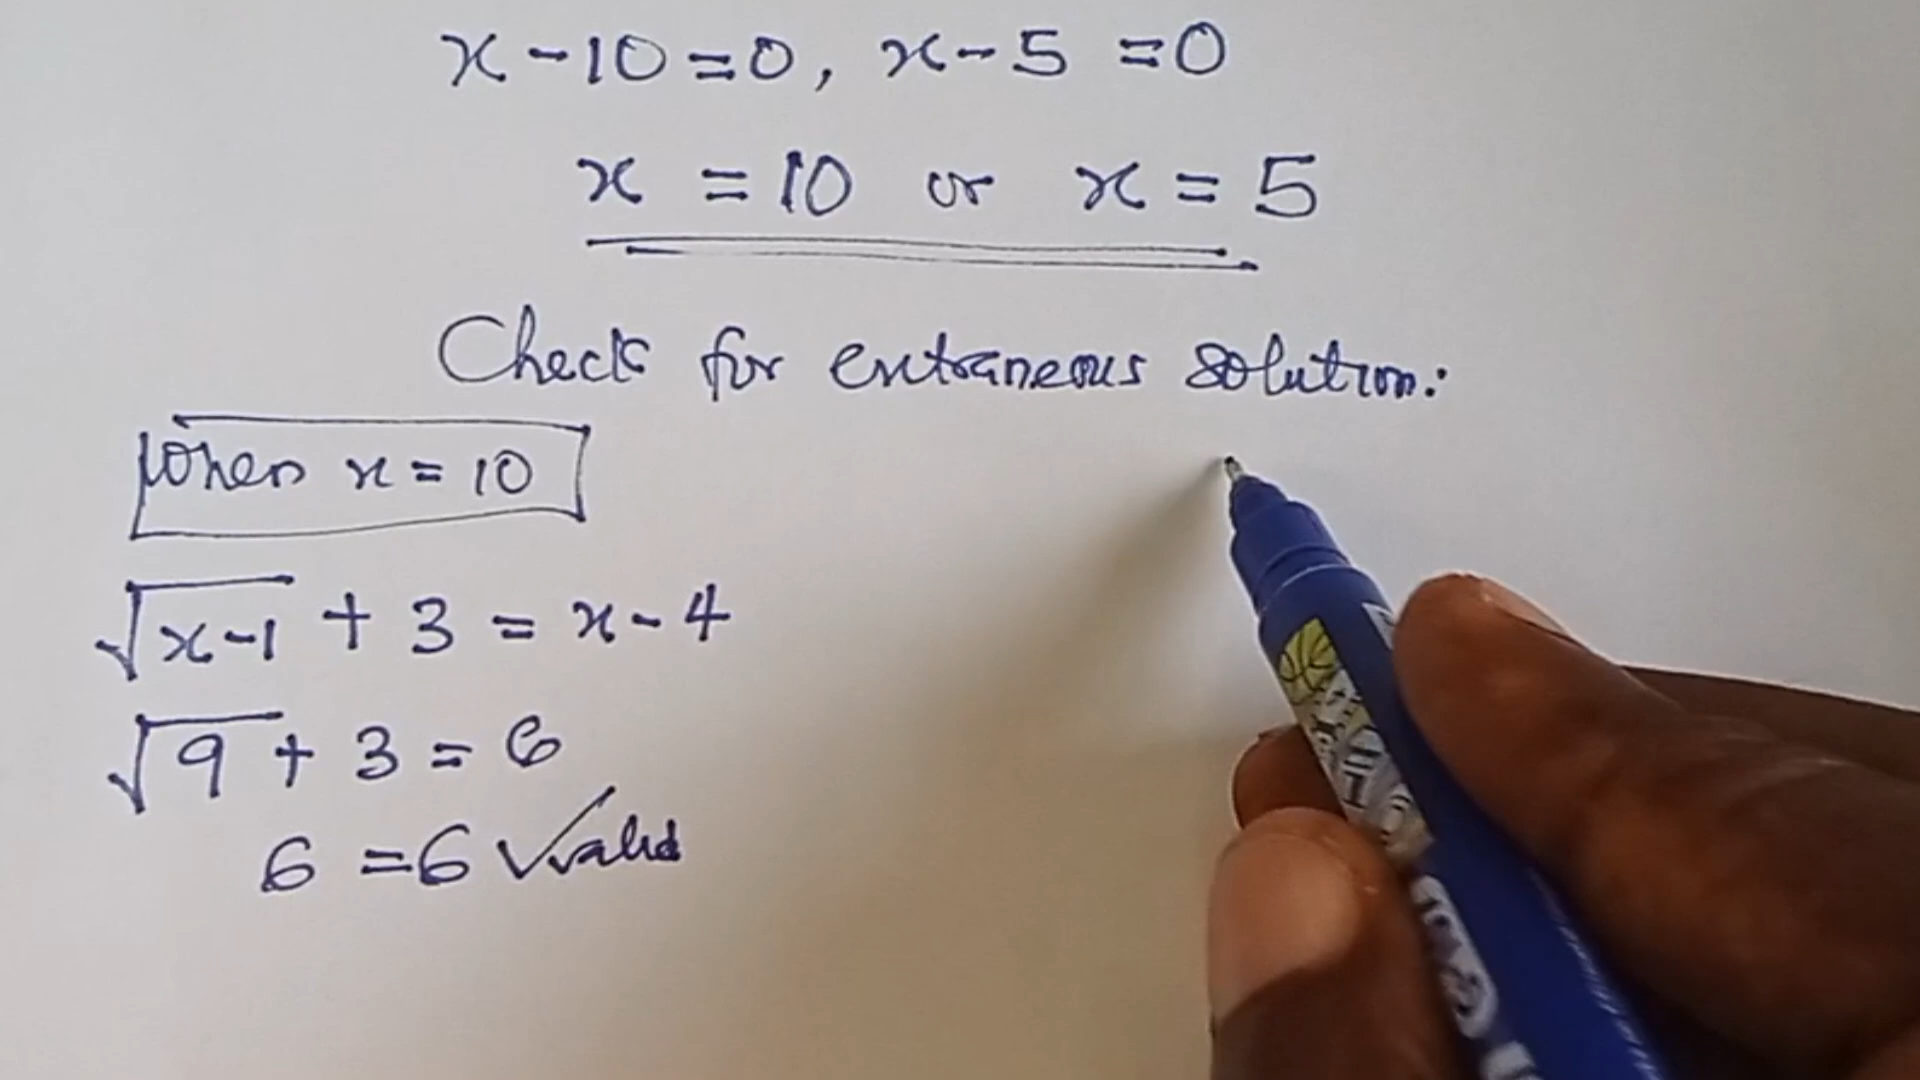 x - 10 = 0, x - 5 = 0
x = 10 or x = 5
Check for extraneous solution:
When x = 10
√x-1 + 3 = x - 4
√9 + 3 = 6
6 = 6 ✓valid